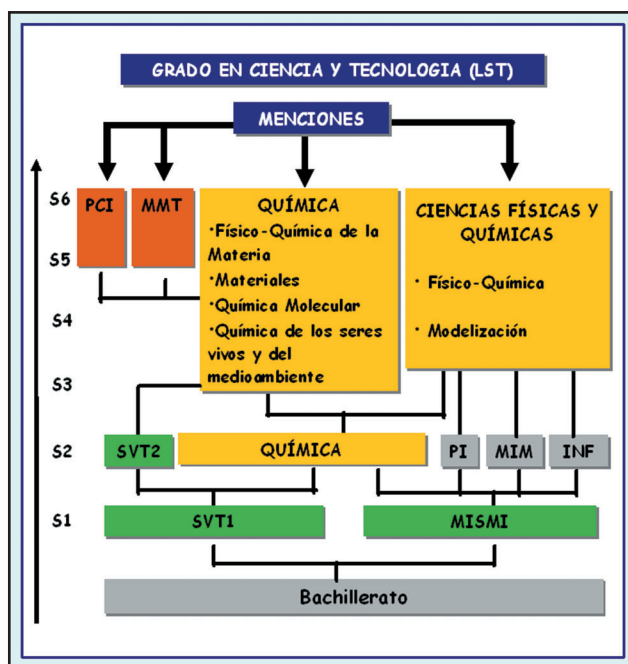 GRADO EN CIENCIA Y TECNOLOGIA (LST)
MENCIONES
S6
PCI
MMT
QUÍMICA
·Físico-Química de la
Materia
·Materiales
·Química Molecular
·Química de los seres
vivos y del
medioambiente
CIENCIAS FÍSICAS Y
QUÍMICAS
· Físico-Química
· Modelización
S5
S4
S3
S2
SVT2
QUÍMICA
PI
MIM
INF
S1
SVT1
MISMI
Bachillerato